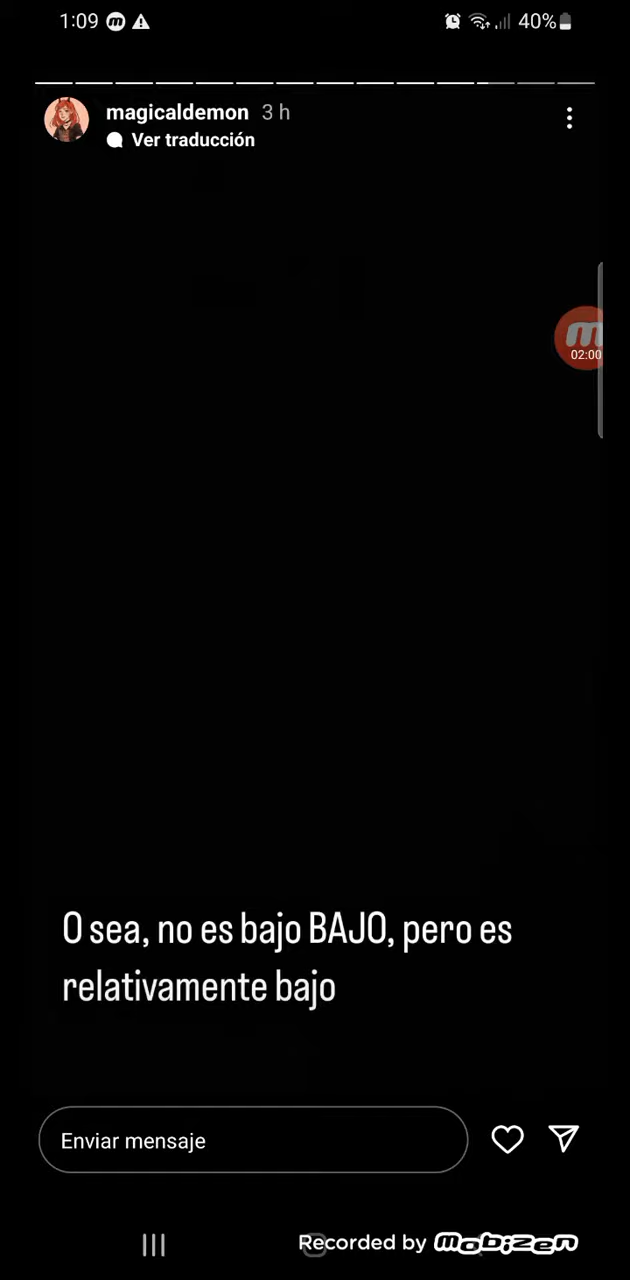 1:09 m 40%
magicaldemon 3 h
Ver traducción
m
02:00
O sea, no es bajo BAJO, pero es
relativamente bajo
Enviar mensaje
Recorded by mobizen